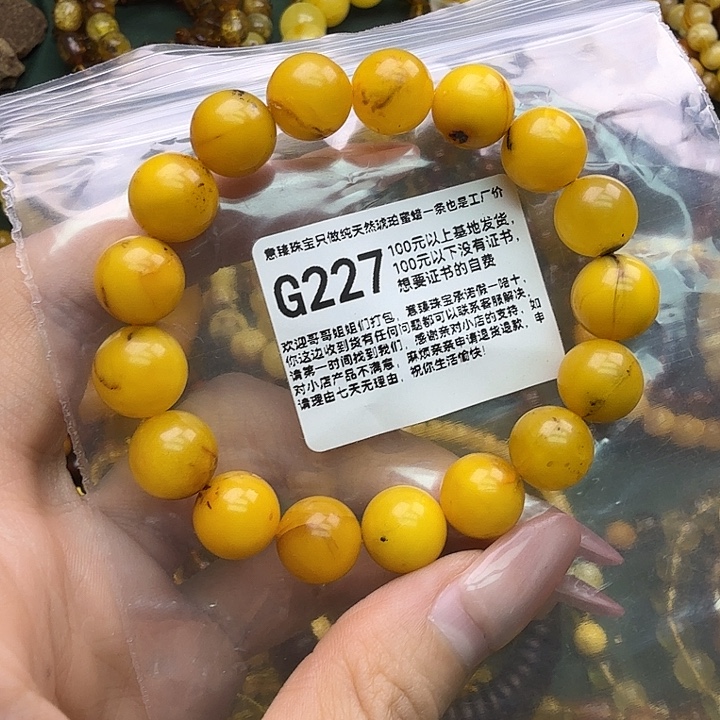 意臻珠宝只做纯天然琥珀蜜蜡一条也是工厂价
G227
100元以上基地发货,
100元以下没有证书,
想要证书的自费
欢迎哥哥姐姐们打包, 意臻珠宝承诺假一赔十,
你这边收到货有任何问题都可以联系客服解决,
请第一时间找到我们, 感谢亲对小店的支持, 如
对小店产品不满意, 麻烦亲亲申请退货退款, 申
请理由七天无理由, 祝你生活愉快!